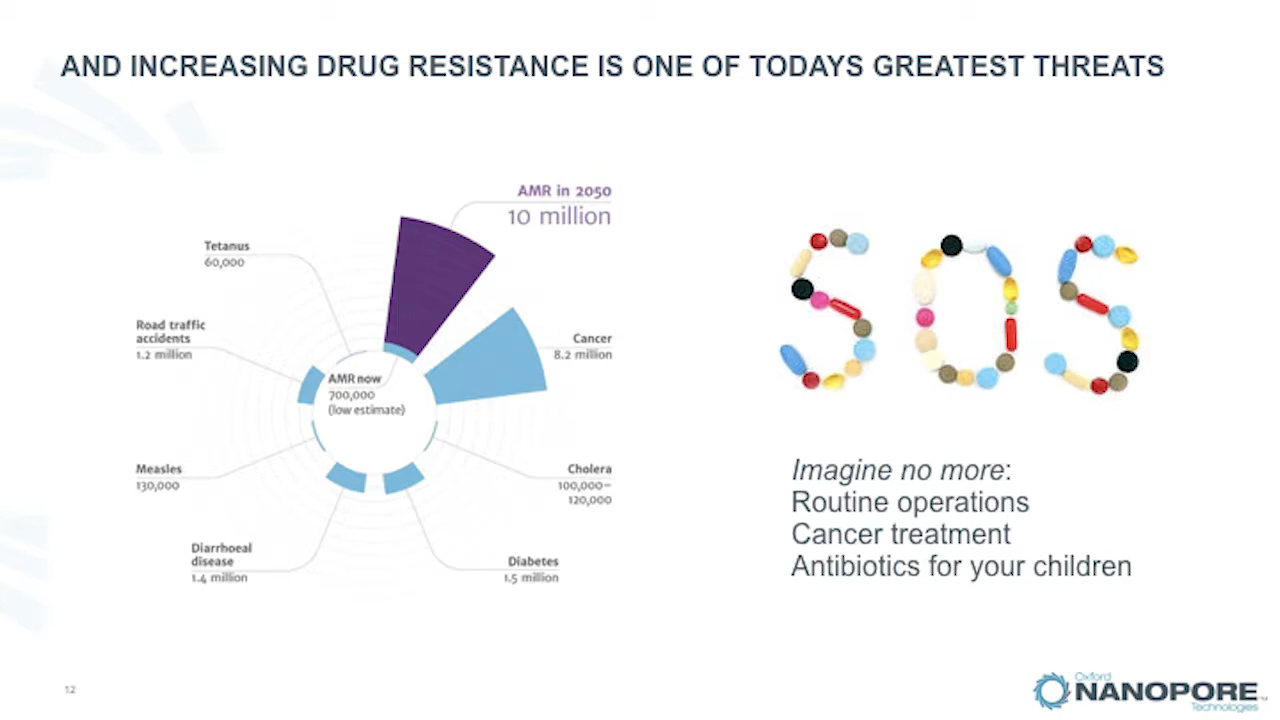 AND INCREASING DRUG RESISTANCE IS ONE OF TODAYS GREATEST THREATS
AMR in 2050
10 million
Tetanus
60,000
Road traffic
accidents
1.2 million
Cancer
8.2 million
AMR now
700,000
(low estimate)
Measles
130,000
Cholera
100,000–
120,000
Diarrhoeal
disease
1.4 million
Diabetes
1.5 million
SOS
Imagine no more:
Routine operations
Cancer treatment
Antibiotics for your children
12
Oxford
NANOPORE
Technologies